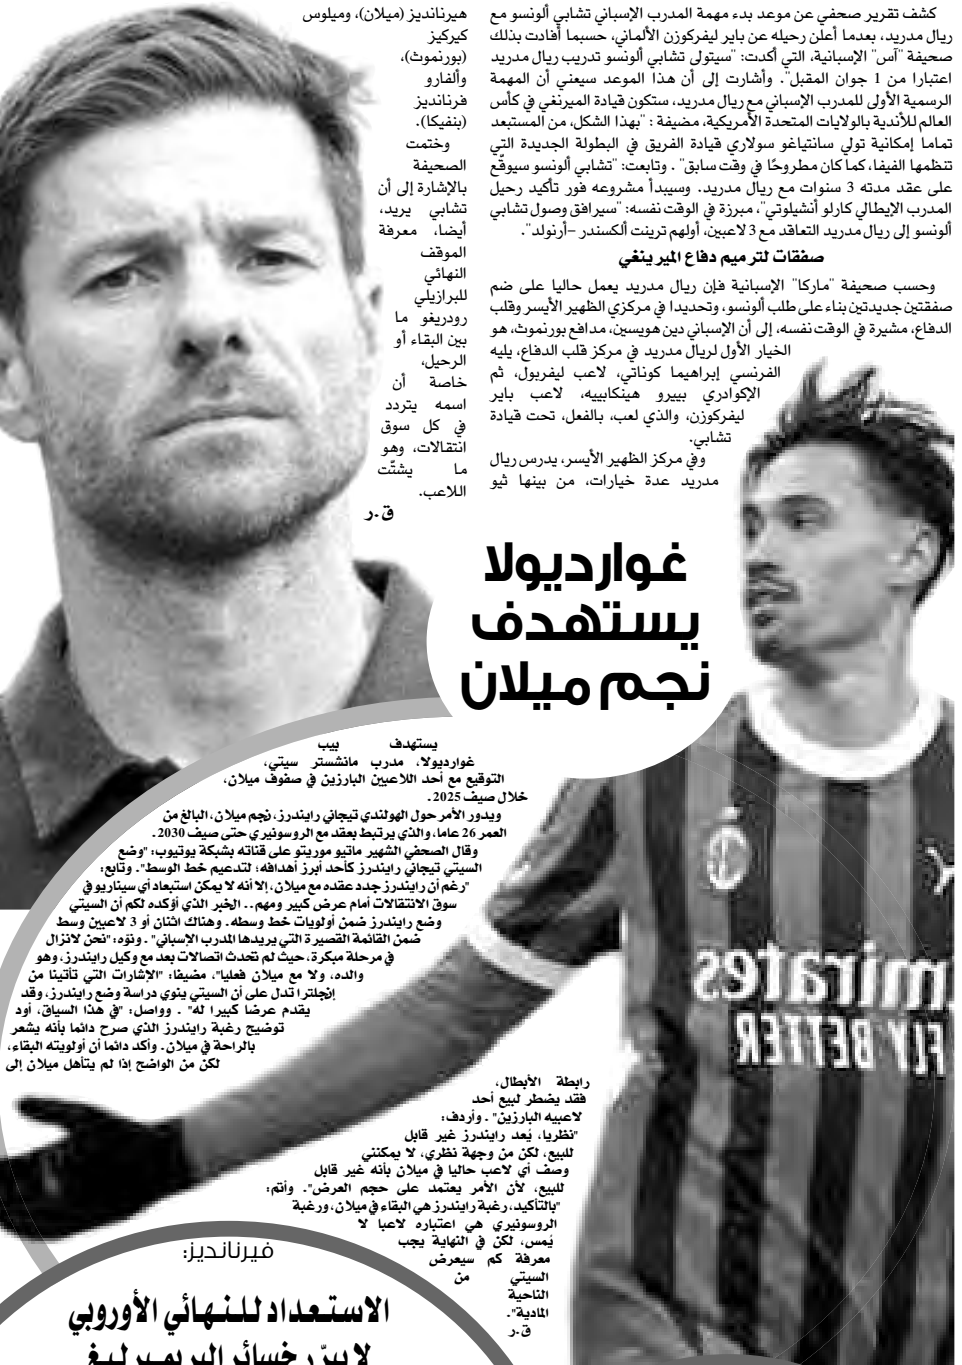 كشف تقرير صحفي عن موعد بدء مهمة المدرب الإسباني تشابي ألونسو مع
ريال مدريد، بعدما أعلن رحيله عن باير ليفركوزن الألماني، حسبما أفادت بذلك
صحيفة "آس" الإسبانية، التي أكدت: "سيتولى تشابي ألونسو تدريب ريال مدريد
اعتبارا من 1 جوان المقبل". وأشارت إلى أن هذا الموعد سيعني أن المهمة
الرسمية الأولى للمدرب الإسباني مع ريال مدريد، ستكون قيادة الميرنغي في كأس
العالم للأندية بالولايات المتحدة الأمريكية، مضيفة : "بهذا الشكل، من المستبعد
تماما إمكانية تولي سانتياغو سولاري قيادة الفريق في البطولة الجديدة التي
تنظمها الفيفا، كما كان مطروحًا في وقت سابق" . وتابعت: "تشابي ألونسو سيوقّع
على عقد مدته 3 سنوات مع ريال مدريد. وسيبدأ مشروعه فور تأكيد رحيل
المدرب الإيطالي كارلو أنشيلوتي"، مبرزة في الوقت نفسه: "سيرافق وصول تشابي
ألونسو إلى ريال مدريد التعاقد مع 3 لاعبين، أولهم ترينت ألكسندر –أرنولد".
صفقات لترميم دفاع الميرينغي
وحسب صحيفة "ماركا" الإسبانية فإن ريال مدريد يعمل حاليا على ضم
صفقتين جديدتين بناء على طلب ألونسو، وتحديدا في مركزي الظهير الأيسر وقلب
الدفاع، مشيرة في الوقت نفسه، إلى أن الإسباني دين هويسين، مدافع بورنموث، هو
الخيار الأول لريال مدريد في مركز قلب الدفاع، يليه
الفرنسي إبراهيما كوناتي، لاعب ليفربول، ثم
الإكوادري بييرو هينكابييه، لاعب باير
ليفركوزن، والذي لعب، بالفعل، تحت قيادة
تشابي.
وفي مركز الظهير الأيسر، يدرس ريال
مدريد عدة خيارات، من بينها ثيو
هيرنانديز (ميلان)، وميلوس
كيركيز
(بورنموث)،
وألفارو
فرنانديز
(بنفيكا).
وختمت
الصحيفة
بالإشارة إلى أن
تشابي يريد،
أيضا، معرفة
الموقف
النهائي
للبرازيلي
رودريغو ما
بين البقاء أو
الرحيل،
خاصة أن
اسمه يتردد
في كل سوق
انتقالات، وهو
ما يشتّت
اللاعب.
ق.ر
غوارديولا
يستهدف
نجم ميلان
يستهدف بيب
غوارديولا، مدرب مانشستر سيتي،
التوقيع مع أحد اللاعبين البارزين في صفوف ميلان،
خلال صيف 2025.
ويدور الأمر حول الهولندي تيجاني رايندرز، نجم ميلان، البالغ من
العمر 26 عاما، والذي يرتبط بعقد مع الروسونيري حتى صيف 2030.
وقال الصحفي الشهير ماتيو موريتو على قناته بشبكة يوتيوب: "وضع
السيتي تيجاني رايندرز كأحد أبرز أهدافه؛ لتدعيم خط الوسط". وتابع:
"رغم أن رايندرز جدد عقده مع ميلان، إلا أنه لا يمكن استبعاد أي سيناريو في
سوق الانتقالات أمام عرض كبير ومهم.. الخبر الذي أؤكده لكم أن السيتي
وضع رايندرز ضمن أولويات خط وسطه. وهناك اثنان أو 3 لاعبين وسط
ضمن القائمة القصيرة التي يريدها المدرب الإسباني" . ونوّه: "نحن لانزال
في مرحلة مبكرة، حيث لم تحدث اتصالات بعد مع وكيل رايندرز، وهو
والده، ولا مع ميلان فعليا"، مضيفا: "الإشارات التي تأتينا من
إنجلترا تدل على أن السيتي ينوي دراسة وضع رايندرز، وقد
يقدم عرضا كبيرا له" . وواصل: "في هذا السياق، أود
توضيح رغبة رايندرز الذي صرح دائما بأنه يشعر
بالراحة في ميلان. وأكد دائما أن أولويته البقاء،
لكن من الواضح إذا لم يتأهل ميلان إلى
رابطة الأبطال،
فقد يضطر لبيع أحد
لاعبيه البارزين" . وأردف:
"نظريا، يُعد رايندرز غير قابل
للبيع، لكن من وجهة نظري، لا يمكنني
وصف أي لاعب حاليا في ميلان بأنه غير قابل
للبيع، لأن الأمر يعتمد على حجم العرض". وأتم:
"بالتأكيد، رغبة رايندرز هي البقاء في ميلان، ورغبة
الروسونيري هي اعتباره لاعبا لا
يُمس، لكن في النهاية يجب
معرفة كم سيعرض
السيتي من
الناحية
المادية".
ق.ر
فيرنانديز:
الاستعداد للنهائي الأوروبي
لا يبرّر خسائر البريمير ليغ